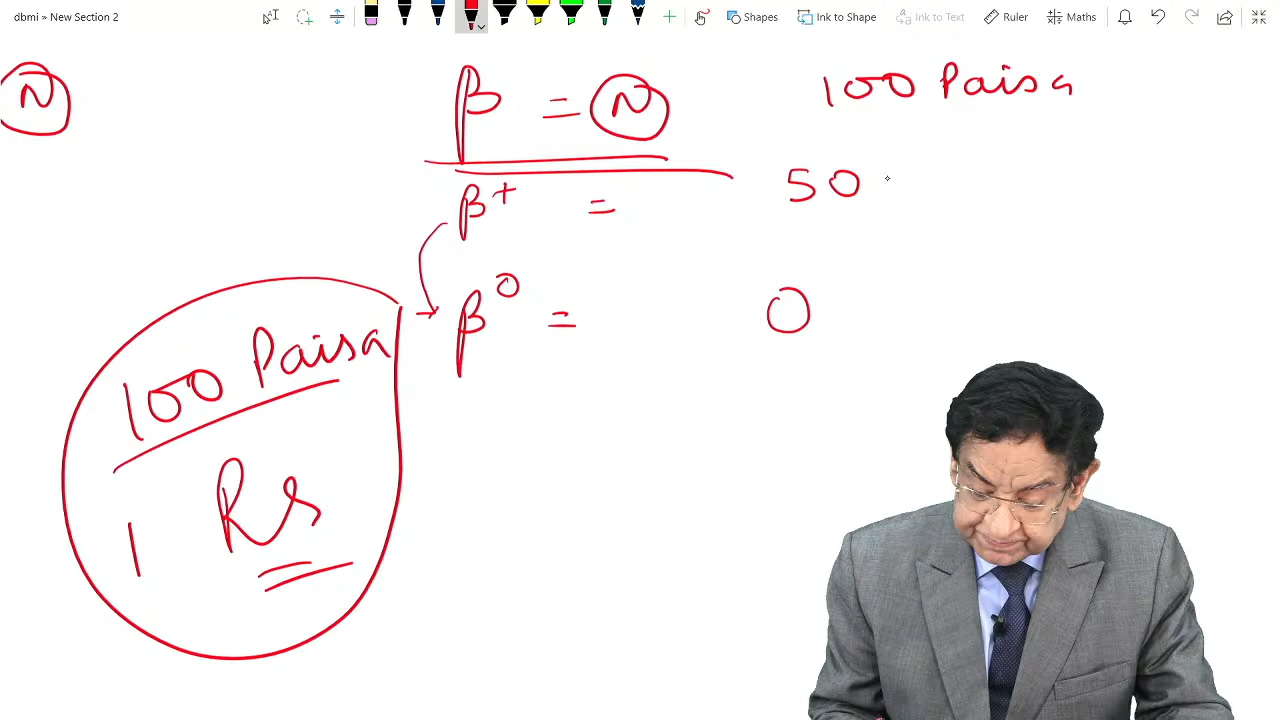 dbmi » New Section 2
Shapes
Ink to Shape
Ink to Text
Ruler
Maths
N
β = N
100 Paisa
β+ =
50
β0 =
0
100 Paisa
1 Rs